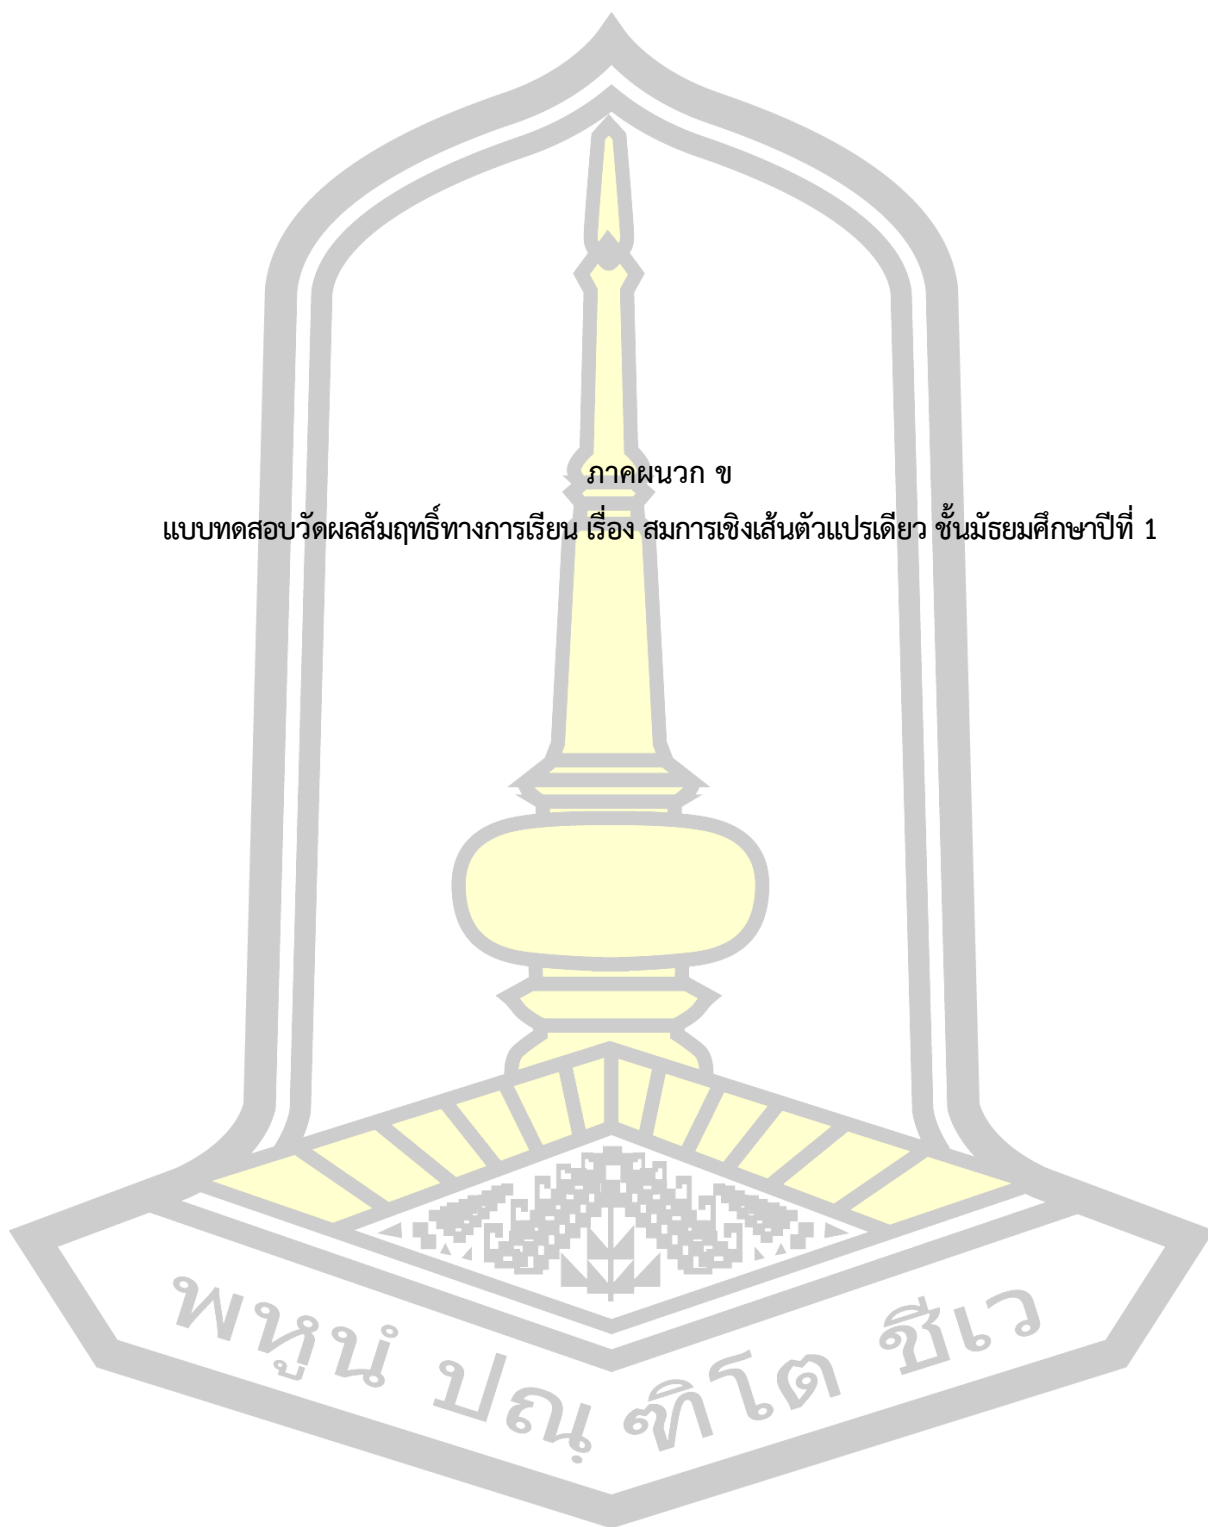 ภาคผนวก ข
แบบทดสอบวัดผลสัมฤทธิ์ทางการเรียน เรื่อง สมการเชิงเส้นตัวแปรเดียว ชั้นมัธยมศึกษาปีที่ 1
พหูนํ ปณฺฑิโต ชีเว